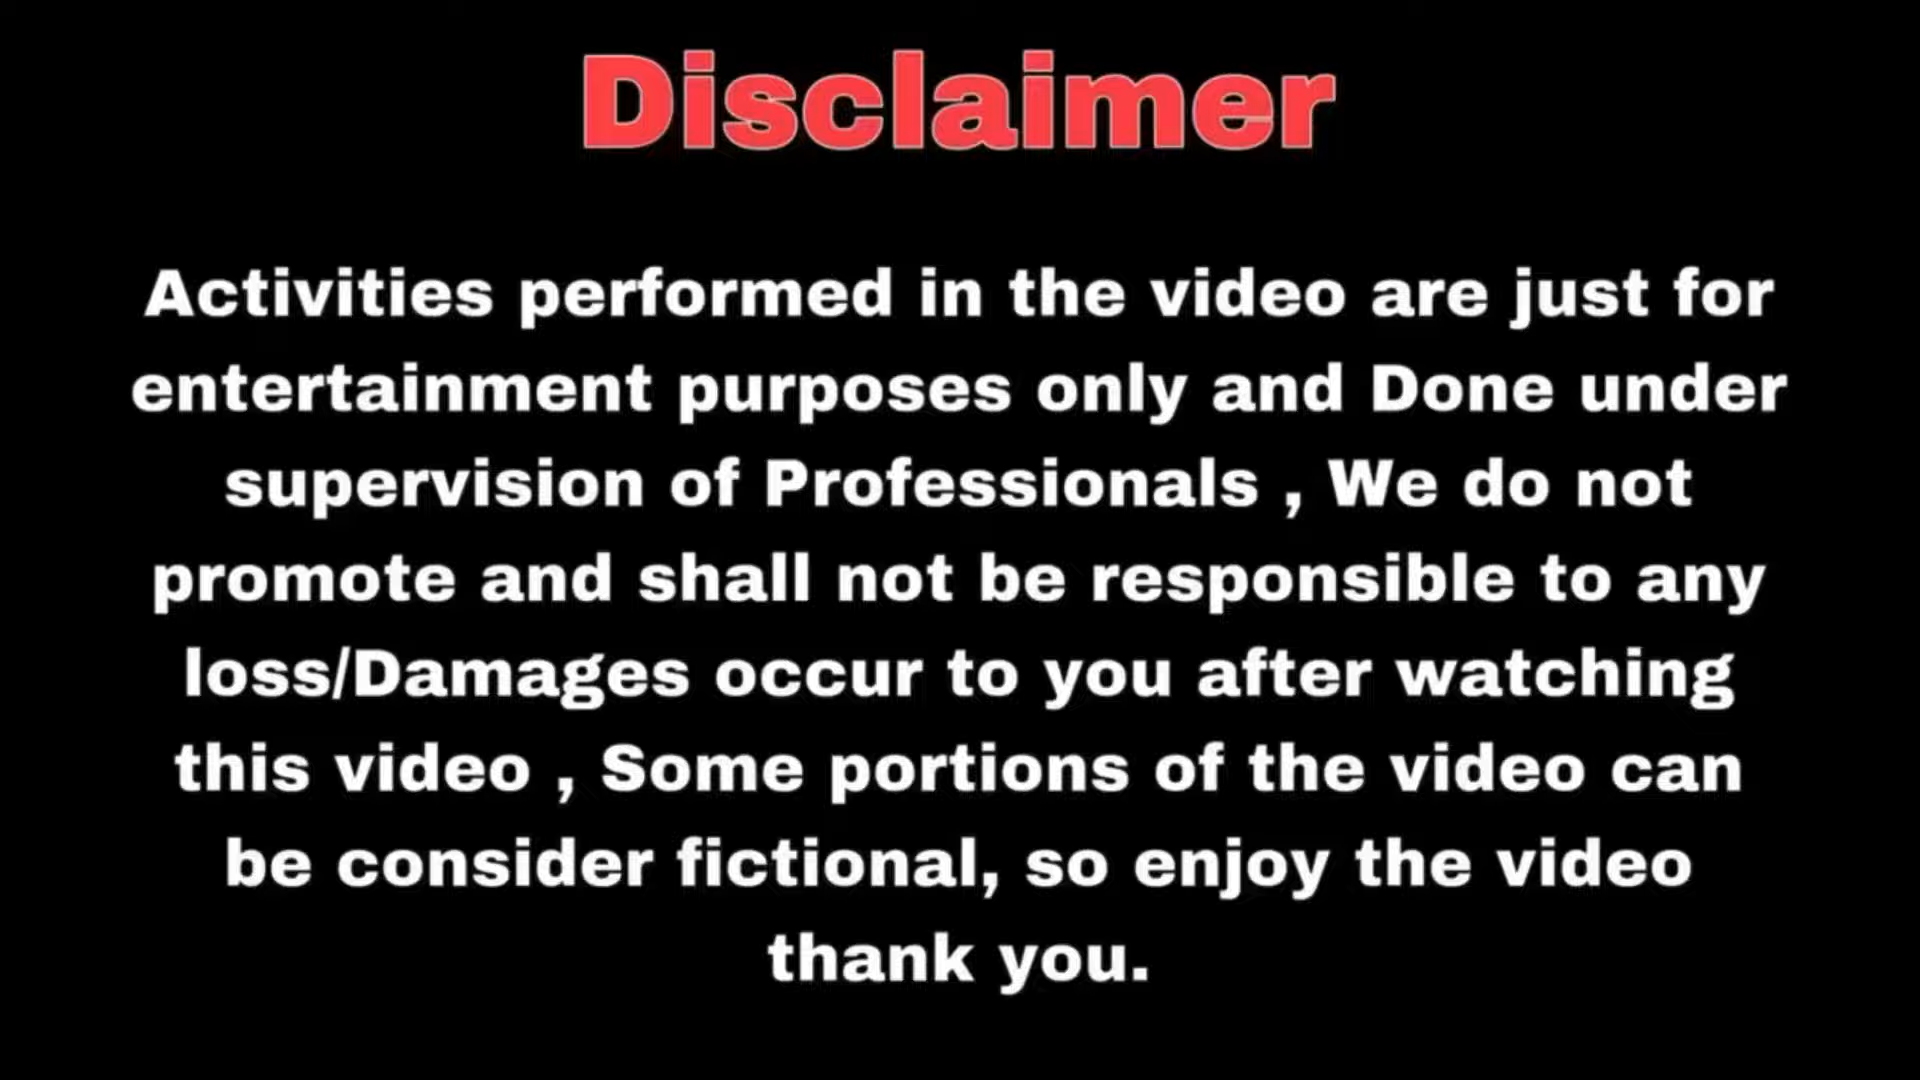 Disclaimer
Activities performed in the video are just for
entertainment purposes only and Done under
supervision of Professionals , We do not
promote and shall not be responsible to any
loss/Damages occur to you after watching
this video , Some portions of the video can
be consider fictional, so enjoy the video
thank you.